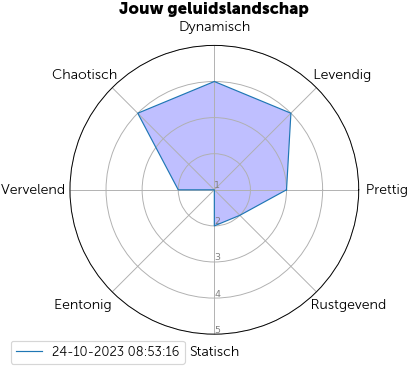 Jouw geluidslandschap
Dynamisch
Chaotisch
Levendig
Vervelend
1
Prettig
2
3
4
Eentonig
Rustgevend
5
24-10-2023 08:53:16
Statisch